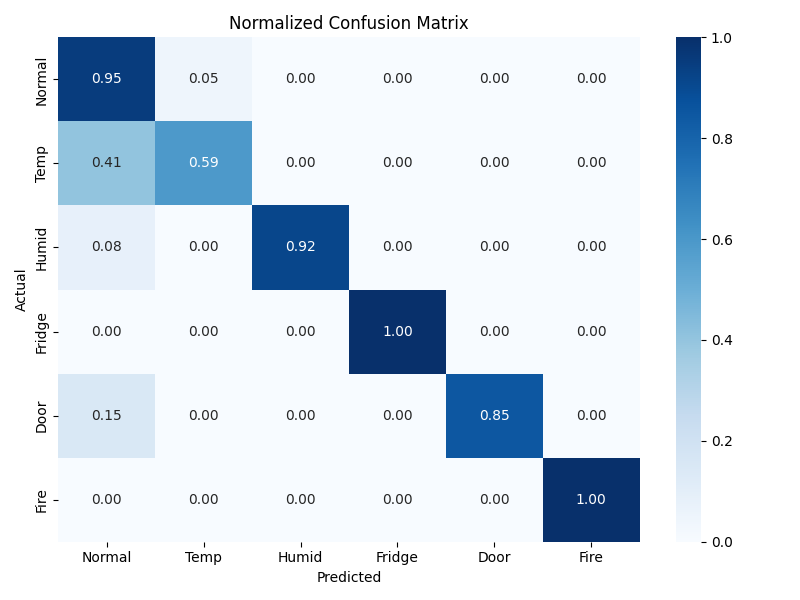 Normalized Confusion Matrix
Actual
Normal 0.95 0.05 0.00 0.00 0.00 0.00
Temp 0.41 0.59 0.00 0.00 0.00 0.00
Humid 0.08 0.00 0.92 0.00 0.00 0.00
Fridge 0.00 0.00 0.00 1.00 0.00 0.00
Door 0.15 0.00 0.00 0.00 0.85 0.00
Fire 0.00 0.00 0.00 0.00 0.00 1.00
Normal Temp Humid Fridge Door Fire
Predicted
1.0
0.8
0.6
0.4
0.2
0.0